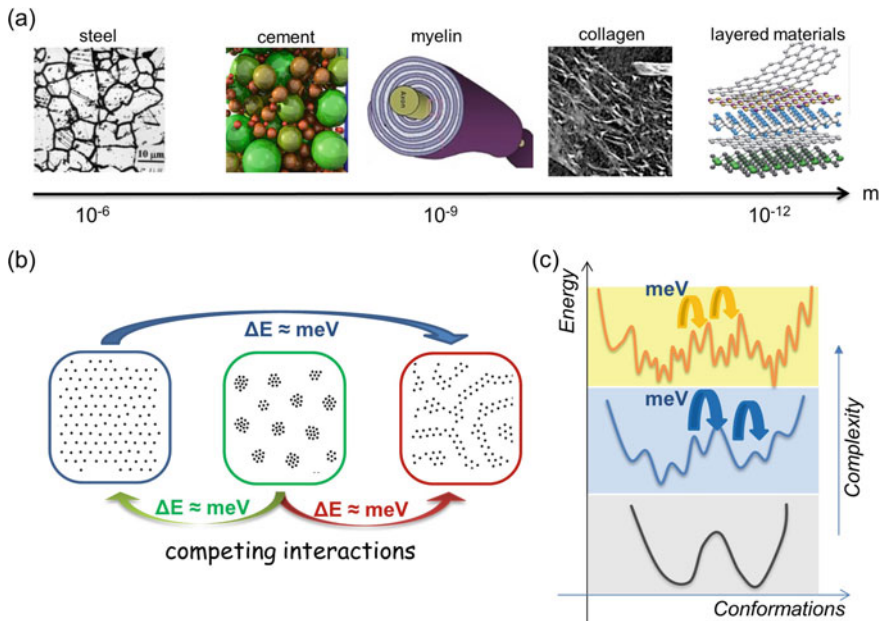 (a)
steel
cement
myelin
collagen
layered materials
10 μm
Axon
m
10-6
10-9
10-12
(b)
ΔE ≈ meV
ΔE ≈ meV
ΔE ≈ meV
competing interactions
(c)
Energy
meV
meV
Complexity
Conformations